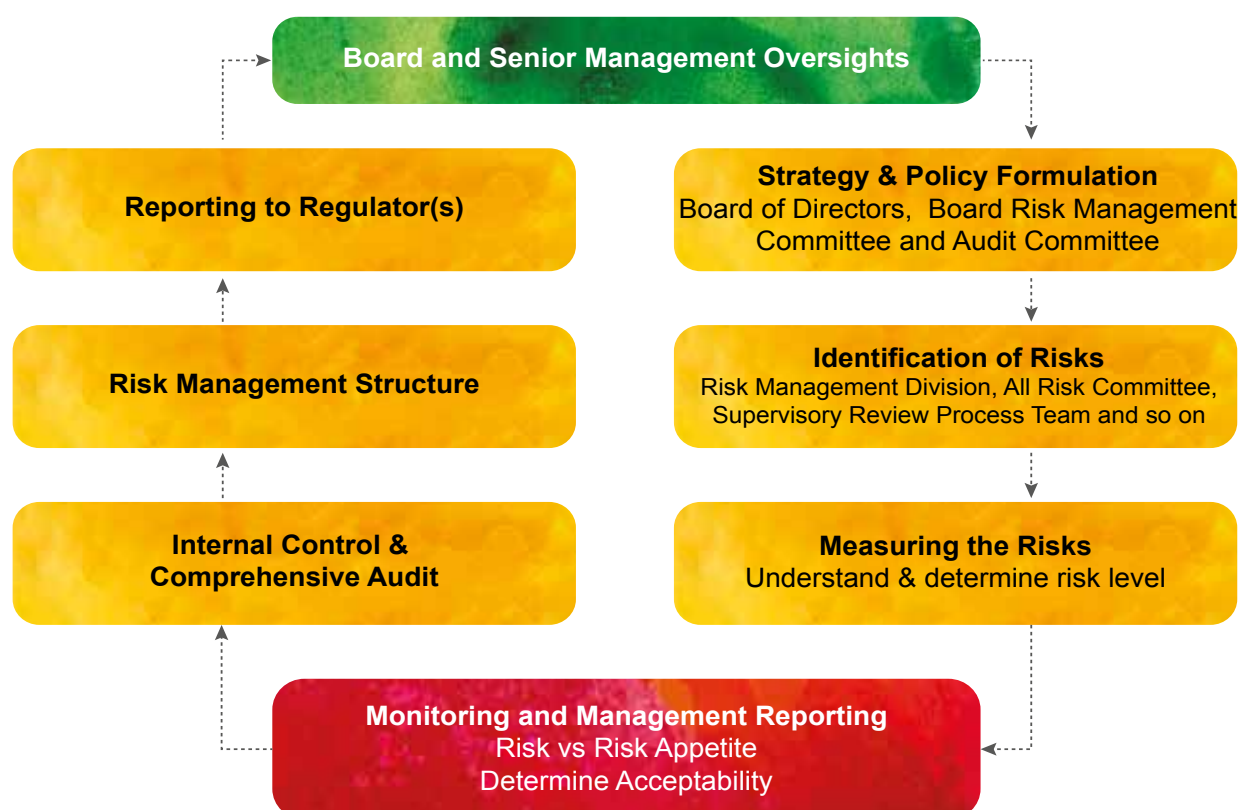 Board and Senior Management Oversights
Strategy & Policy Formulation
Board of Directors, Board Risk Management
Committee and Audit Committee
Identification of Risks
Risk Management Division, All Risk Committee,
Supervisory Review Process Team and so on
Measuring the Risks
Understand & determine risk level
Monitoring and Management Reporting
Risk vs Risk Appetite
Determine Acceptability
Internal Control &
Comprehensive Audit
Risk Management Structure
Reporting to Regulator(s)